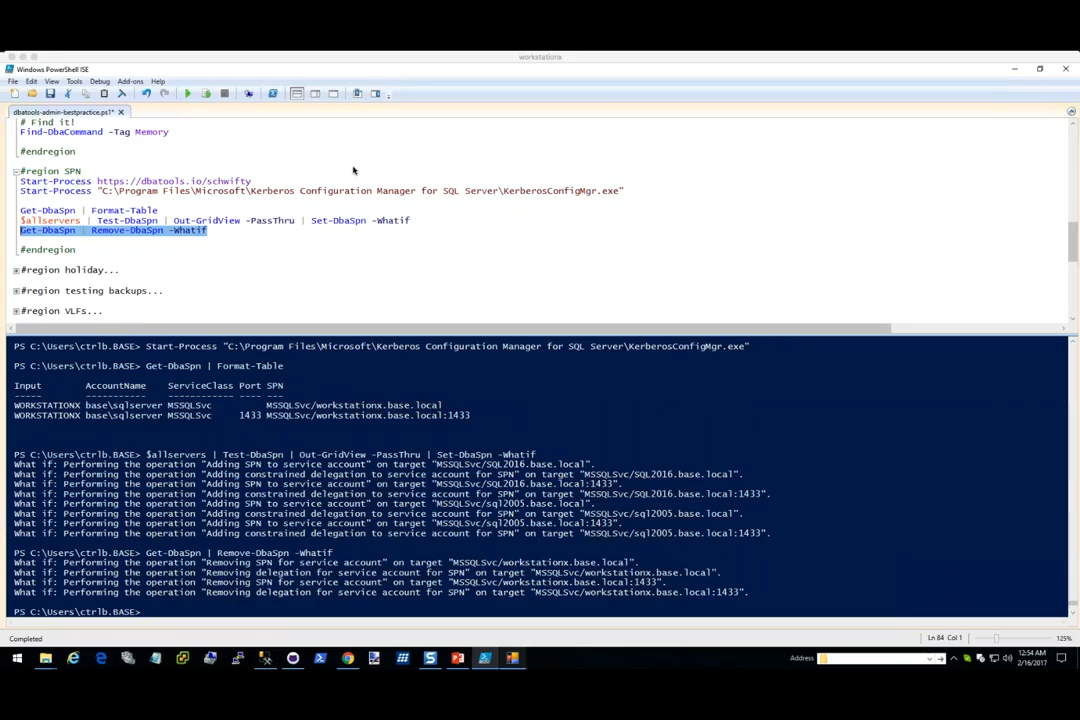 workstationx
Windows PowerShell ISE
File Edit View Tools Debug Add-ons Help
dbatools-admin-bestpractice.ps1* X
# Find it!
Find-DbaCommand -Tag Memory
#endregion
#region SPN
Start-Process https://dbatools.io/schwifty
Start-Process "C:\Program Files\Microsoft\Kerberos Configuration Manager for SQL Server\KerberosConfigMgr.exe"
Get-DbaSpn | Format-Table
$allservers | Test-DbaSpn | Out-GridView -PassThru | Set-DbaSpn -Whatif
Get-DbaSpn | Remove-DbaSpn -Whatif
#endregion
#region holiday...
#region testing backups...
#region VLFs...
PS C:\Users\ctrlb.BASE> Start-Process "C:\Program Files\Microsoft\Kerberos Configuration Manager for SQL Server\KerberosConfigMgr.exe"
PS C:\Users\ctrlb.BASE> Get-DbaSpn | Format-Table
Input AccountName ServiceClass Port SPN
----- ----------- ------------ ---- ---
WORKSTATIONX base\sqlserver MSSQLSvc MSSQLSvc/workstationx.base.local
WORKSTATIONX base\sqlserver MSSQLSvc 1433 MSSQLSvc/workstationx.base.local:1433
PS C:\Users\ctrlb.BASE> $allservers | Test-DbaSpn | Out-GridView -PassThru | Set-DbaSpn -Whatif
What if: Performing the operation "Adding SPN to service account" on target "MSSQLSvc/SQL2016.base.local".
What if: Performing the operation "Adding constrained delegation to service account for SPN" on target "MSSQLSvc/SQL2016.base.local".
What if: Performing the operation "Adding SPN to service account" on target "MSSQLSvc/SQL2016.base.local:1433".
What if: Performing the operation "Adding constrained delegation to service account for SPN" on target "MSSQLSvc/SQL2016.base.local:1433".
What if: Performing the operation "Adding SPN to service account" on target "MSSQLSvc/sql2005.base.local".
What if: Performing the operation "Adding constrained delegation to service account for SPN" on target "MSSQLSvc/sql2005.base.local".
What if: Performing the operation "Adding SPN to service account" on target "MSSQLSvc/sql2005.base.local:1433".
What if: Performing the operation "Adding constrained delegation to service account for SPN" on target "MSSQLSvc/sql2005.base.local:1433".
PS C:\Users\ctrlb.BASE> Get-DbaSpn | Remove-DbaSpn -Whatif
What if: Performing the operation "Removing SPN for service account" on target "MSSQLSvc/workstationx.base.local".
What if: Performing the operation "Removing delegation for service account for SPN" on target "MSSQLSvc/workstationx.base.local".
What if: Performing the operation "Removing SPN for service account" on target "MSSQLSvc/workstationx.base.local:1433".
What if: Performing the operation "Removing delegation for service account for SPN" on target "MSSQLSvc/workstationx.base.local:1433".
PS C:\Users\ctrlb.BASE>
Completed
Ln 84 Col 1
125%
Address
12:54 AM
2/16/2017